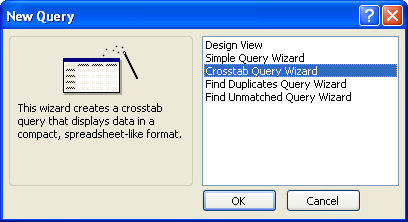 New Query
Design View
Simple Query Wizard
Crosstab Query Wizard
Find Duplicates Query Wizard
Find Unmatched Query Wizard
This wizard creates a crosstab
query that displays data in a
compact, spreadsheet-like format.
OK
Cancel